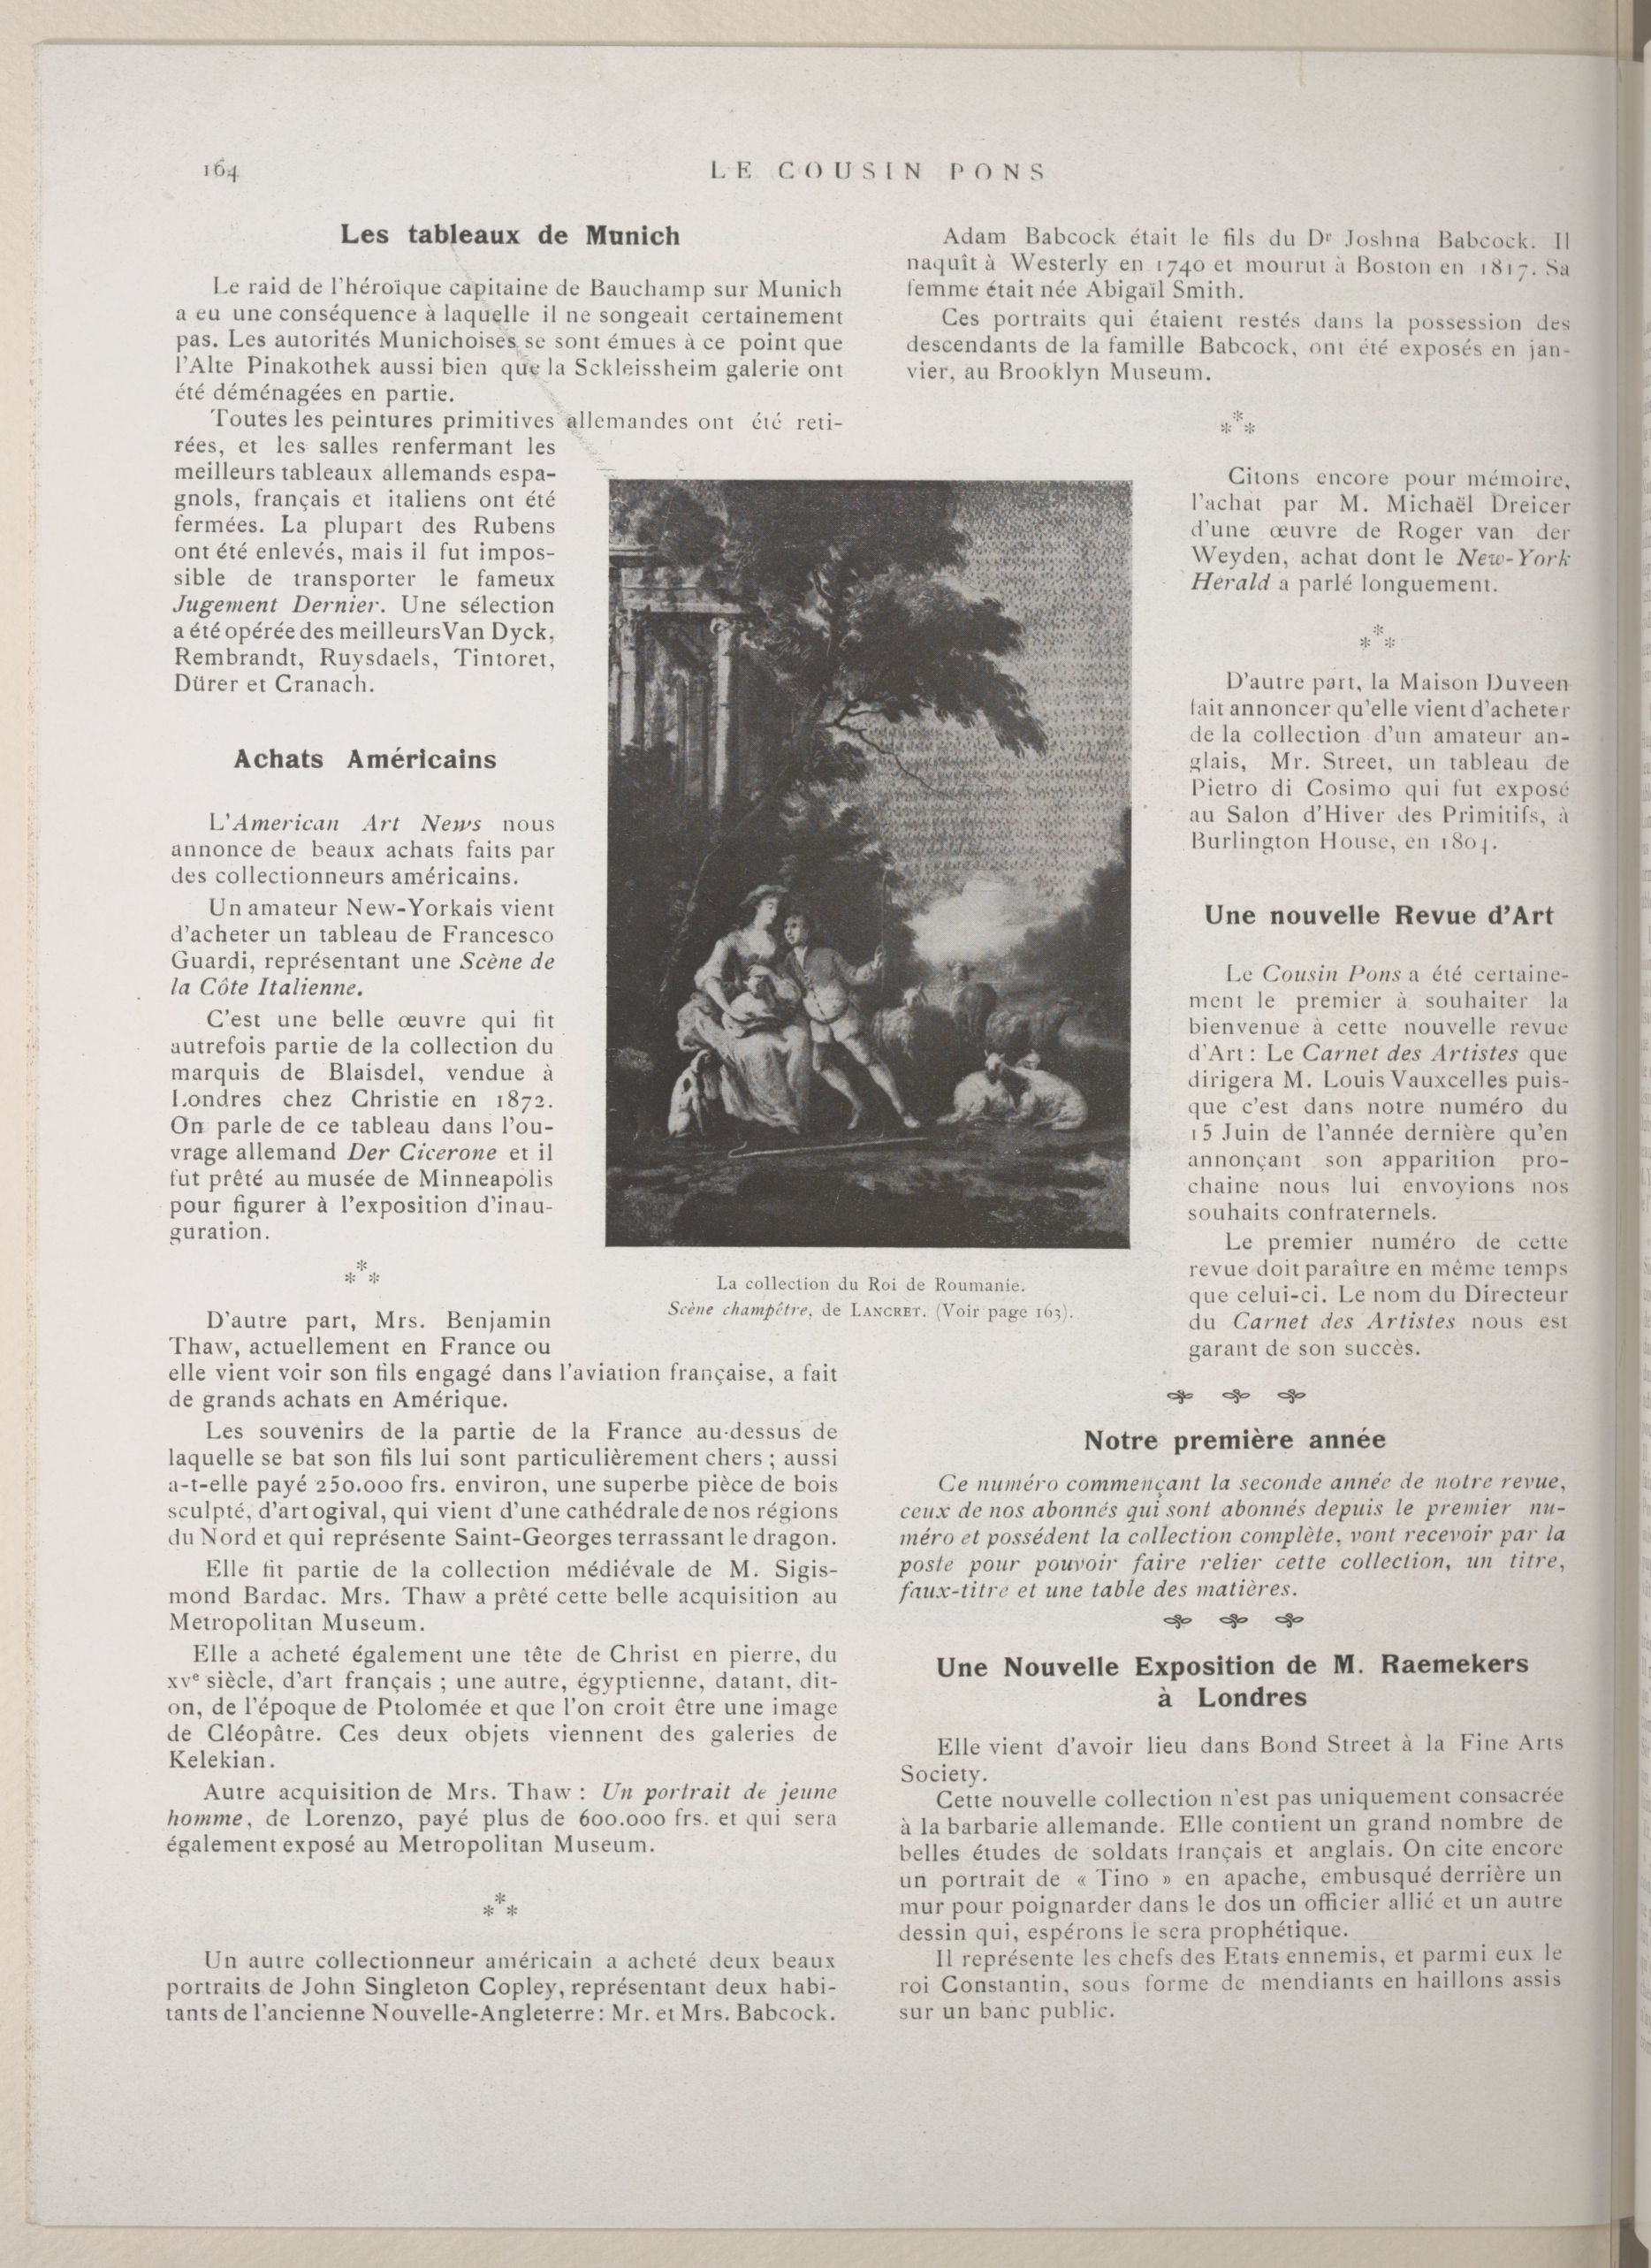 164
LE COUSIN PONS
Les tableaux de Munich
Le raid de l'héroïque capitaine de Bauchamp sur Munich
a eu une conséquence à laquelle il ne songeait certainement
pas. Les autorités Munichoises se sont émues à ce point que
l'Alte Pinakothek aussi bien que la Sckleissheim galerie ont
été déménagées en partie.
Toutes les peintures primitives allemandes ont été reti-
rées, et les salles renfermant les
meilleurs tableaux allemands espa-
gnols, français et italiens ont été
fermées. La plupart des Rubens
ont été enlevés, mais il fut impos-
sible de transporter le fameux
Jugement Dernier. Une sélection
a été opérée des meilleurs Van Dyck,
Rembrandt, Ruysdaels, Tintoret,
Dürer et Cranach.
Achats Américains
L'American Art News nous
annonce de beaux achats faits par
des collectionneurs américains.
Un amateur New-Yorkais vient
d'acheter un tableau de Francesco
Guardi, représentant une Scène de
la Côte Italienne.
C'est une belle œuvre qui fit
autrefois partie de la collection du
marquis de Blaisdel, vendue à
Londres chez Christie en 1872.
On parle de ce tableau dans l'ou-
vrage allemand Der Cicerone et il
fut prêté au musée de Minneapolis
pour figurer à l'exposition d'inau-
guration.
***
D'autre part, Mrs. Benjamin
Thaw, actuellement en France ou
elle vient voir son fils engagé dans l'aviation française, a fait
de grands achats en Amérique.
Les souvenirs de la partie de la France au-dessus de
laquelle se bat son fils lui sont particulièrement chers ; aussi
a-t-elle payé 250.000 frs. environ, une superbe pièce de bois
sculpté, d'art ogival, qui vient d'une cathédrale de nos régions
du Nord et qui représente Saint-Georges terrassant le dragon.
Elle fit partie de la collection médiévale de M. Sigis-
mond Bardac. Mrs. Thaw a prêté cette belle acquisition au
Metropolitan Museum.
Elle a acheté également une tête de Christ en pierre, du
XVe siècle, d'art français ; une autre, égyptienne, datant, dit-
on, de l'époque de Ptolomée et que l'on croit être une image
de Cléopâtre. Ces deux objets viennent des galeries de
Kelekian.
Autre acquisition de Mrs. Thaw : Un portrait de jeune
homme, de Lorenzo, payé plus de 600.000 frs. et qui sera
également exposé au Metropolitan Museum.
***
Un autre collectionneur américain a acheté deux beaux
portraits de John Singleton Copley, représentant deux habi-
tants de l'ancienne Nouvelle-Angleterre : Mr. et Mrs. Babcock.
La collection du Roi de Roumanie.
Scène champêtre, de LANCRET. (Voir page 163).
Adam Babcock était le fils du Dr Joshna Babcock. Il
naquît à Westerly en 1740 et mourut à Boston en 1817. Sa
femme était née Abigaïl Smith.
Ces portraits qui étaient restés dans la possession des
descendants de la famille Babcock, ont été exposés en jan-
vier, au Brooklyn Museum.
***
Citons encore pour mémoire,
l'achat par M. Michaël Dreicer
d'une œuvre de Roger van der
Weyden, achat dont le New-York
Hérald a parlé longuement.
***
D'autre part, la Maison Duveen
fait annoncer qu'elle vient d'acheter
de la collection d'un amateur an-
glais, Mr. Street, un tableau de
Pietro di Cosimo qui fut exposé
au Salon d'Hiver des Primitifs, à
Burlington House, en 1804.
Une nouvelle Revue d'Art
Le Cousin Pons a été certaine-
ment le premier à souhaiter la
bienvenue à cette nouvelle revue
d'Art : Le Carnet des Artistes que
dirigera M. Louis Vauxcelles puis-
que c'est dans notre numéro du
15 Juin de l'année dernière qu'en
annonçant son apparition pro-
chaine nous lui envoyions nos
souhaits confraternels.
Le premier numéro de cette
revue doit paraître en même temps
que celui-ci. Le nom du Directeur
du Carnet des Artistes nous est
garant de son succès.
Notre première année
Ce numéro commençant la seconde année de notre revue,
ceux de nos abonnés qui sont abonnés depuis le premier nu-
méro et possédent la collection complète, vont recevoir par la
poste pour pouvoir faire relier cette collection, un titre,
faux-titre et une table des matières.
Une Nouvelle Exposition de M. Raemekers
à Londres
Elle vient d'avoir lieu dans Bond Street à la Fine Arts
Society.
Cette nouvelle collection n'est pas uniquement consacrée
à la barbarie allemande. Elle contient un grand nombre de
belles études de soldats français et anglais. On cite encore
un portrait de « Tino » en apache, embusqué derrière un
mur pour poignarder dans le dos un officier allié et un autre
dessin qui, espérons le sera prophétique.
Il représente les chefs des Etats ennemis, et parmi eux le
roi Constantin, sous forme de mendiants en haillons assis
sur un banc public.